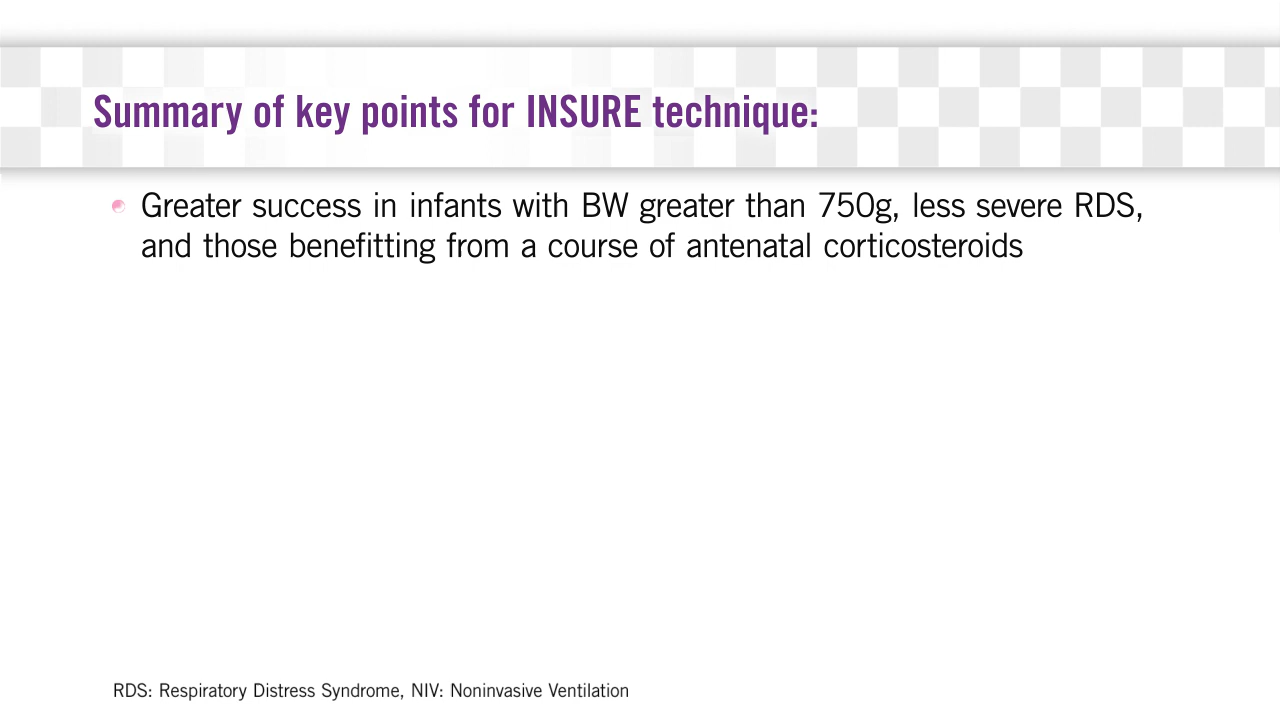 Summary of key points for INSURE technique:
Greater success in infants with BW greater than 750g, less severe RDS,
and those benefitting from a course of antenatal corticosteroids
RDS: Respiratory Distress Syndrome, NIV: Noninvasive Ventilation